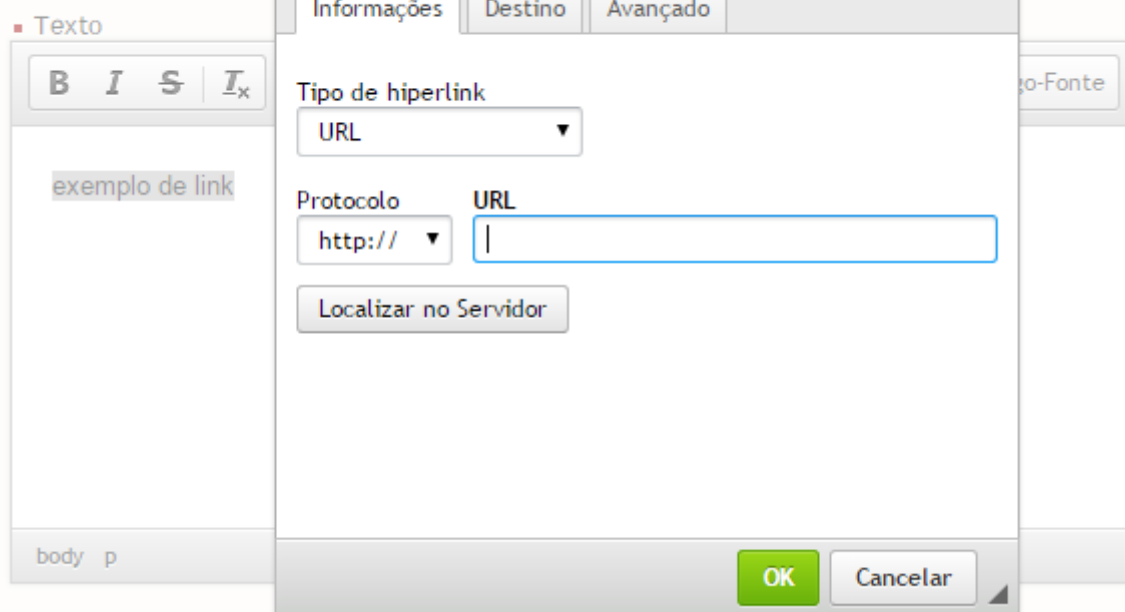 Informações Destino Avançado
Texto
B I S Tx
go-Fonte
Tipo de hiperlink
URL
exemplo de link
Protocolo URL
http://
Localizar no Servidor
body p
OK Cancelar